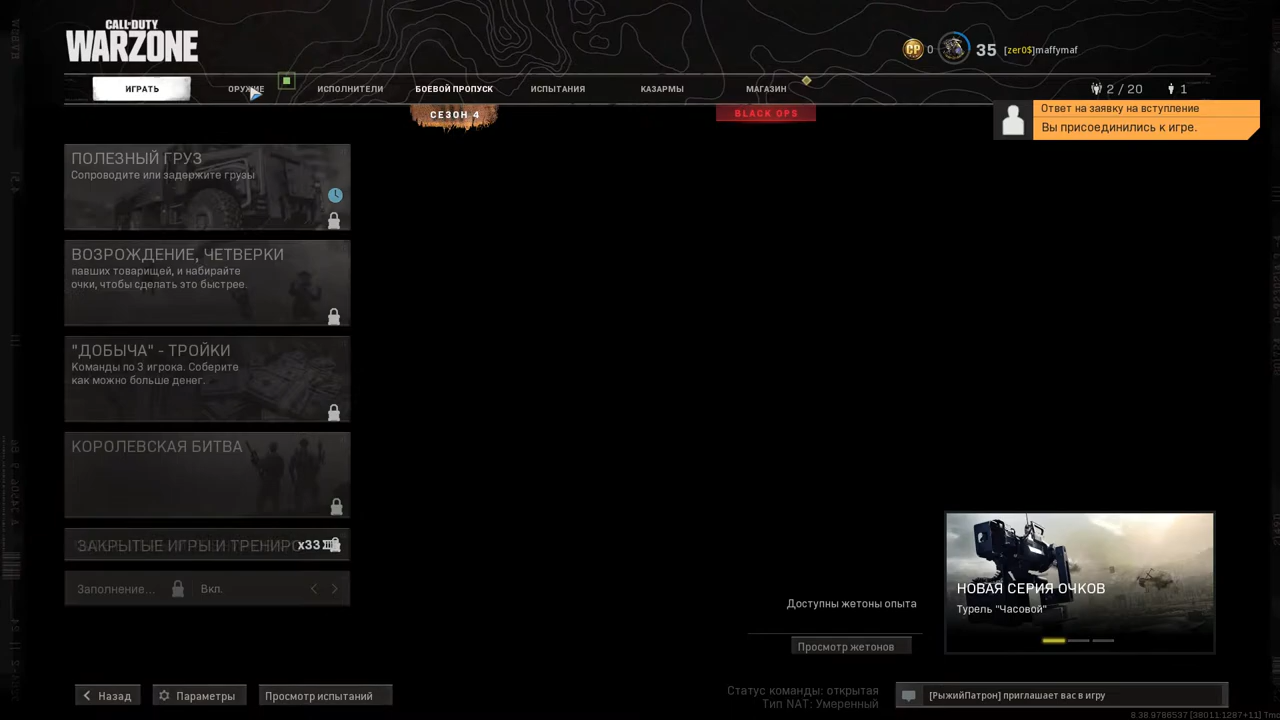 CALL OF DUTY
WARZONE
CP 0 35 [zer0$]maffymaf
ИГРАТЬ ОРУЖИЕ ИСПОЛНИТЕЛИ БОЕВОЙ ПРОПУСК ИСПЫТАНИЯ КАЗАРМЫ МАГАЗИН 2 / 20 1
СЕЗОН 4 BLACK OPS
Ответ на заявку на вступление
Вы присоединились к игре.
ПОЛЕЗНЫЙ ГРУЗ
Сопроводите или задержите грузы
ВОЗРОЖДЕНИЕ, ЧЕТВЕРКИ
павших товарищей, и набирайте
очки, чтобы сделать это быстрее.
"ДОБЫЧА" - ТРОЙКИ
Команды по 3 игрока. Соберите
как можно больше денег.
КОРОЛЕВСКАЯ БИТВА
ЗАКРЫТЫЕ ИГРЫ И ТРЕНИРО x33
Заполнение... Вкл.
НОВАЯ СЕРИЯ ОЧКОВ
Турель "Часовой"
Доступны жетоны опыта
Просмотр жетонов
Назад Параметры Просмотр испытаний
Статус команды: открытая
Тип NAT: Умеренный
[РыжийПатрон] приглашает вас в игру